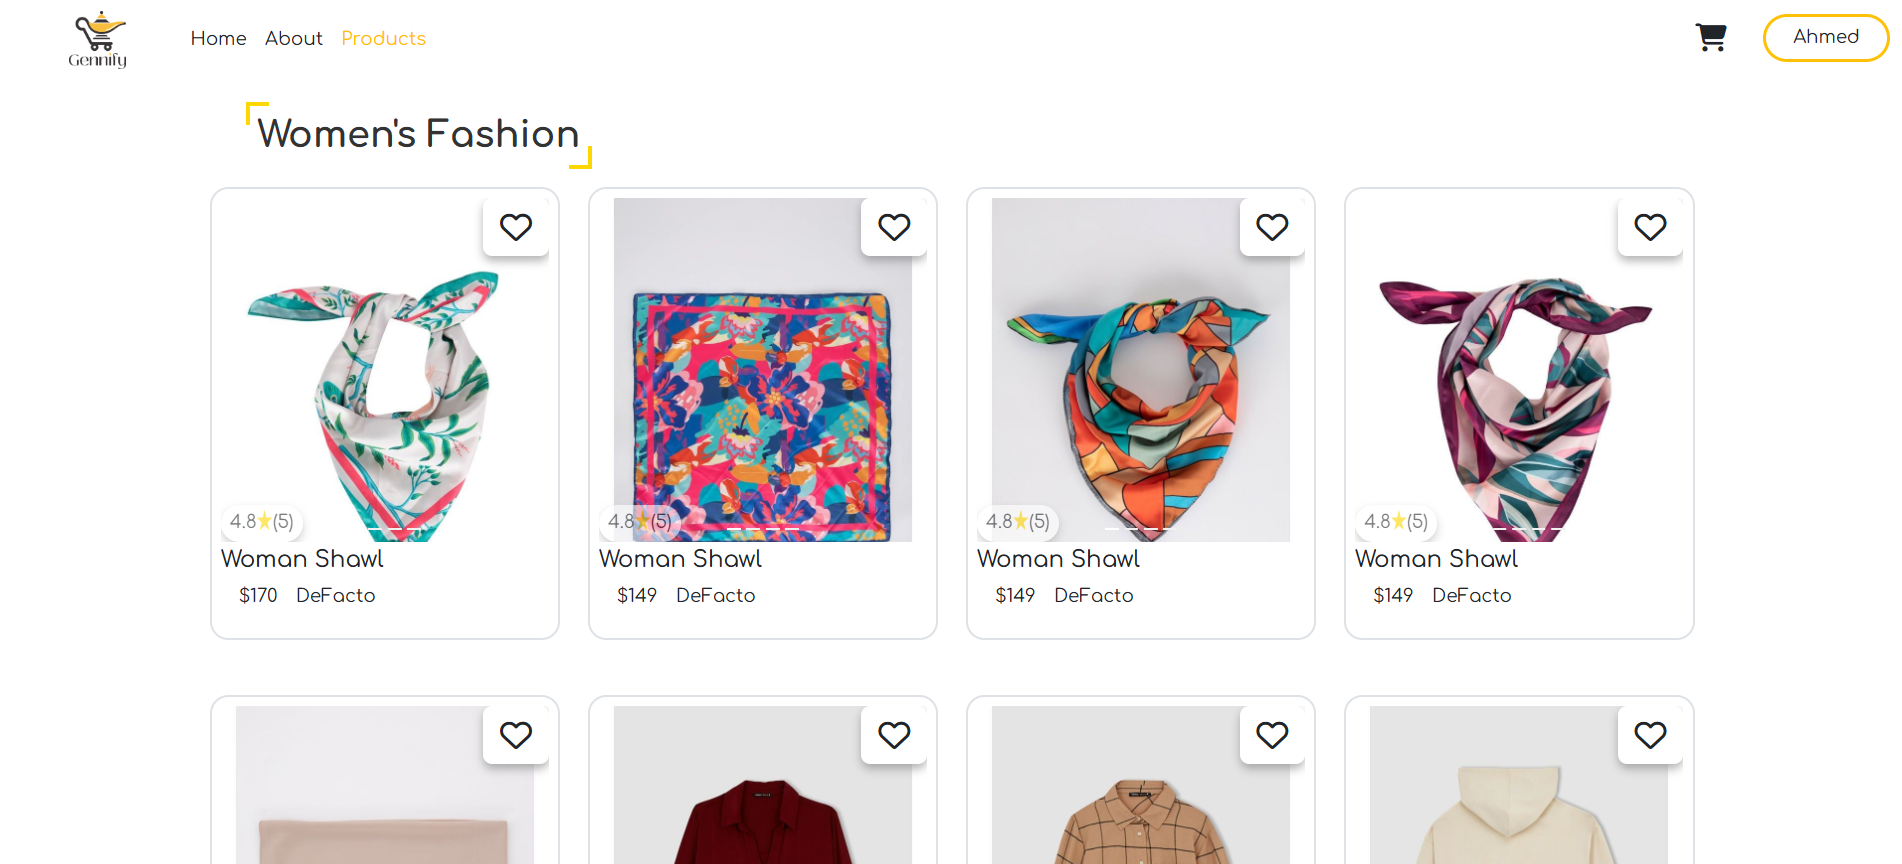 Gennify
Home About Products
Ahmed
Women's Fashion
4.8★(5) 4.8★(5) 4.8★(5) 4.8★(5)
Woman Shawl Woman Shawl Woman Shawl Woman Shawl
$170 DeFacto $149 DeFacto $149 DeFacto $149 DeFacto